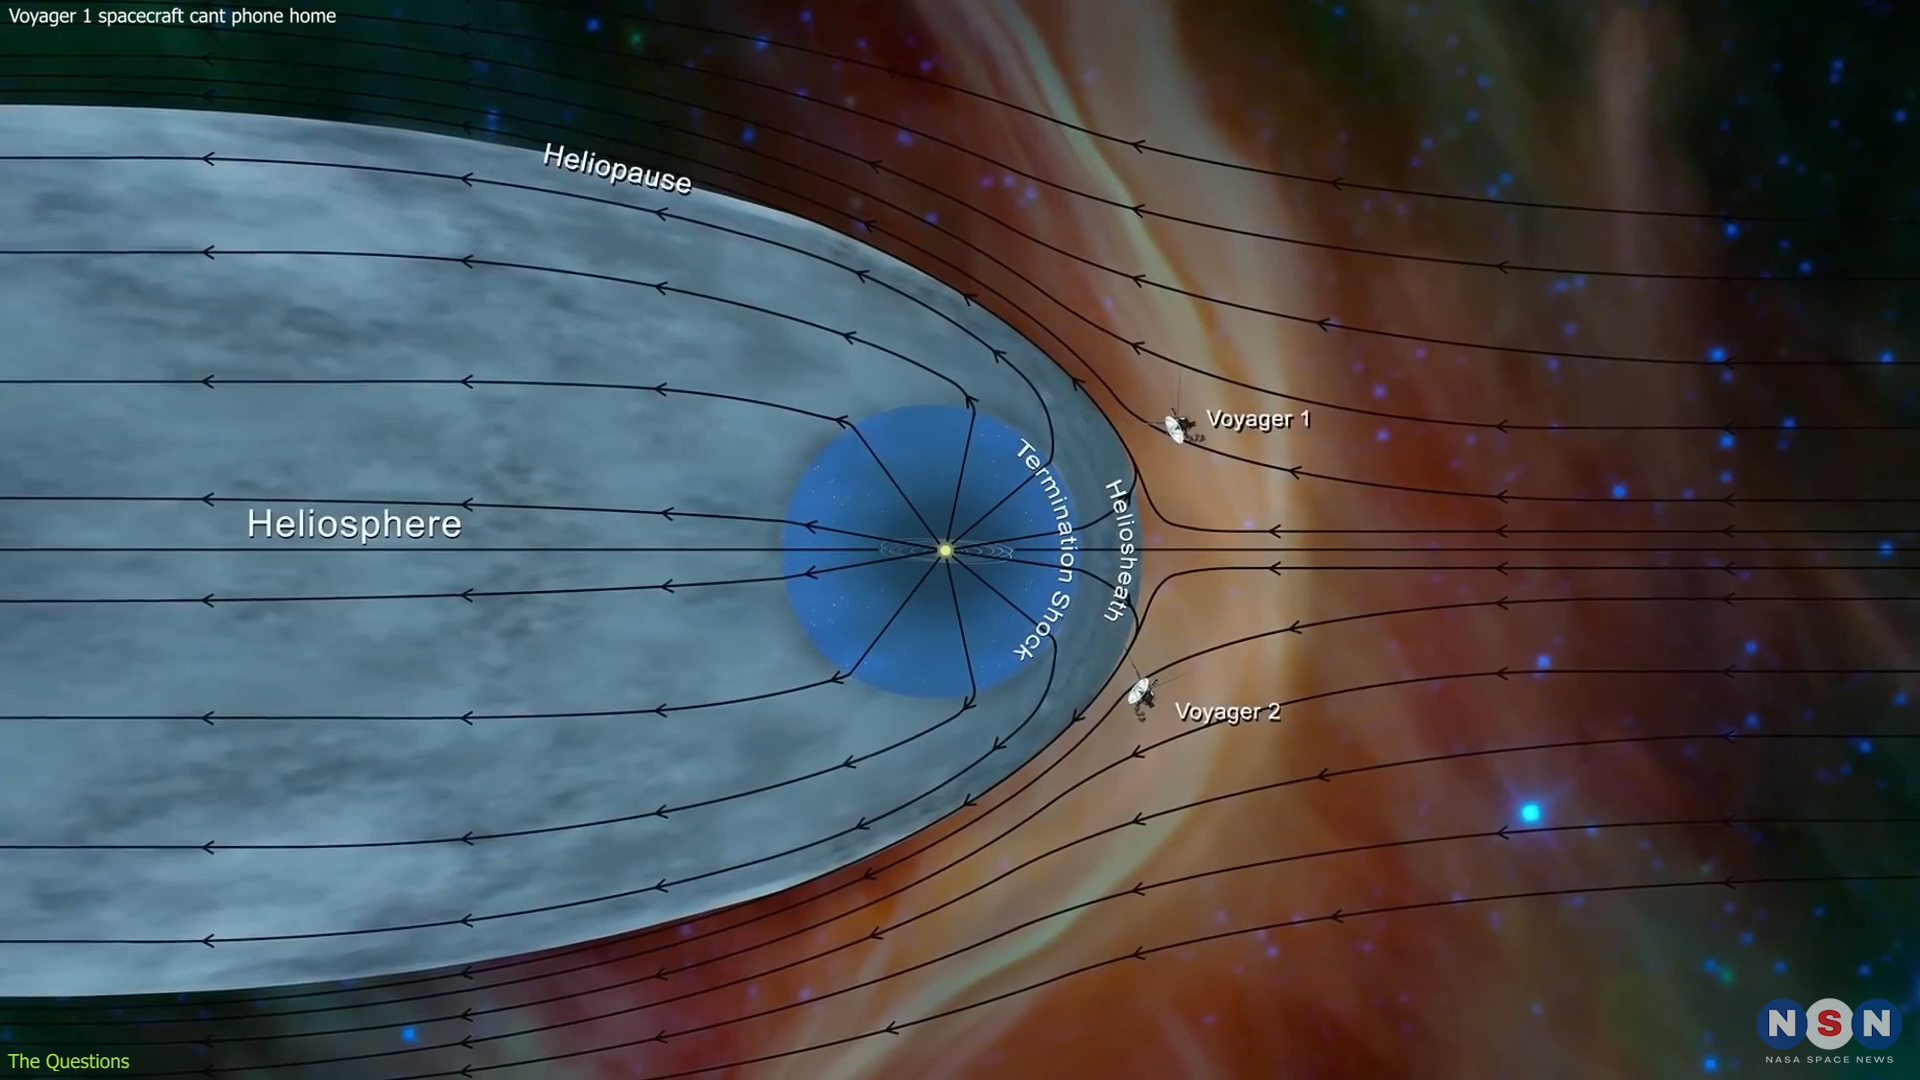 Voyager 1 spacecraft cant phone home
Heliopause
Voyager 1
Termination Shock
Heliosheath
Heliosphere
Voyager 2
NSN
NASA SPACE NEWS
The Questions